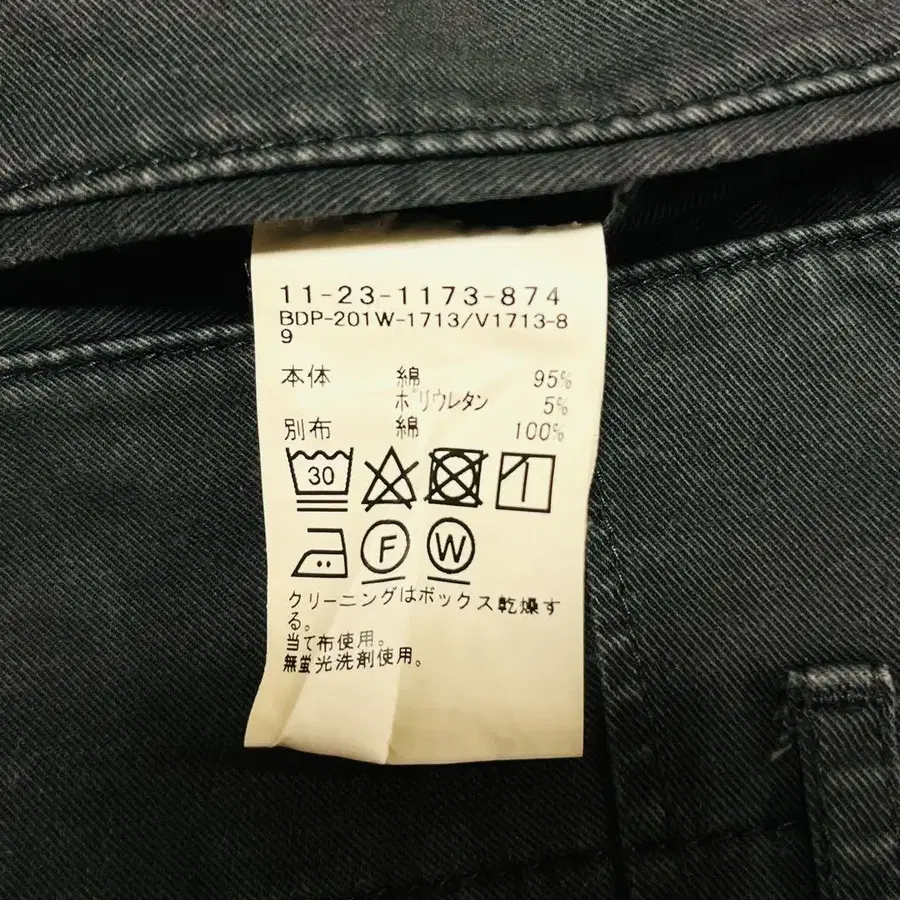 11-23-1173-874
BDP-201W-1713/V1713-8
9
本体 綿 95%
ポリウレタン 5%
別布 綿 100%
30
F W
クリーニングはボックス乾燥す
る。
当て布使用。
無蛍光洗剤使用。